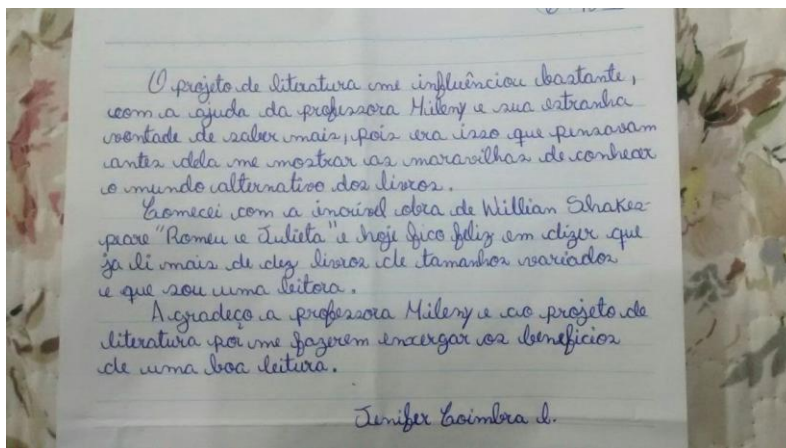 O projeto de literatura me influênciou bastante,
com a ajuda da professora Mileny e sua estranha
vontade de saber mais, pois era isso que pensavam
antes dela me mostrar as maravilhas de conhecer
o mundo alternativo dos livros.
Comecei com a incrível obra de Willian Shakes-
peare "Romeu e Julieta" e hoje fico feliz em dizer que
ja li mais de dez livros de tamanhos variados
e que sou uma leitora.
Agradeço a professora Mileny e ao projeto de
literatura por me fazerem enxergar os beneficios
de uma boa leitura.
Jenifer Coimbra